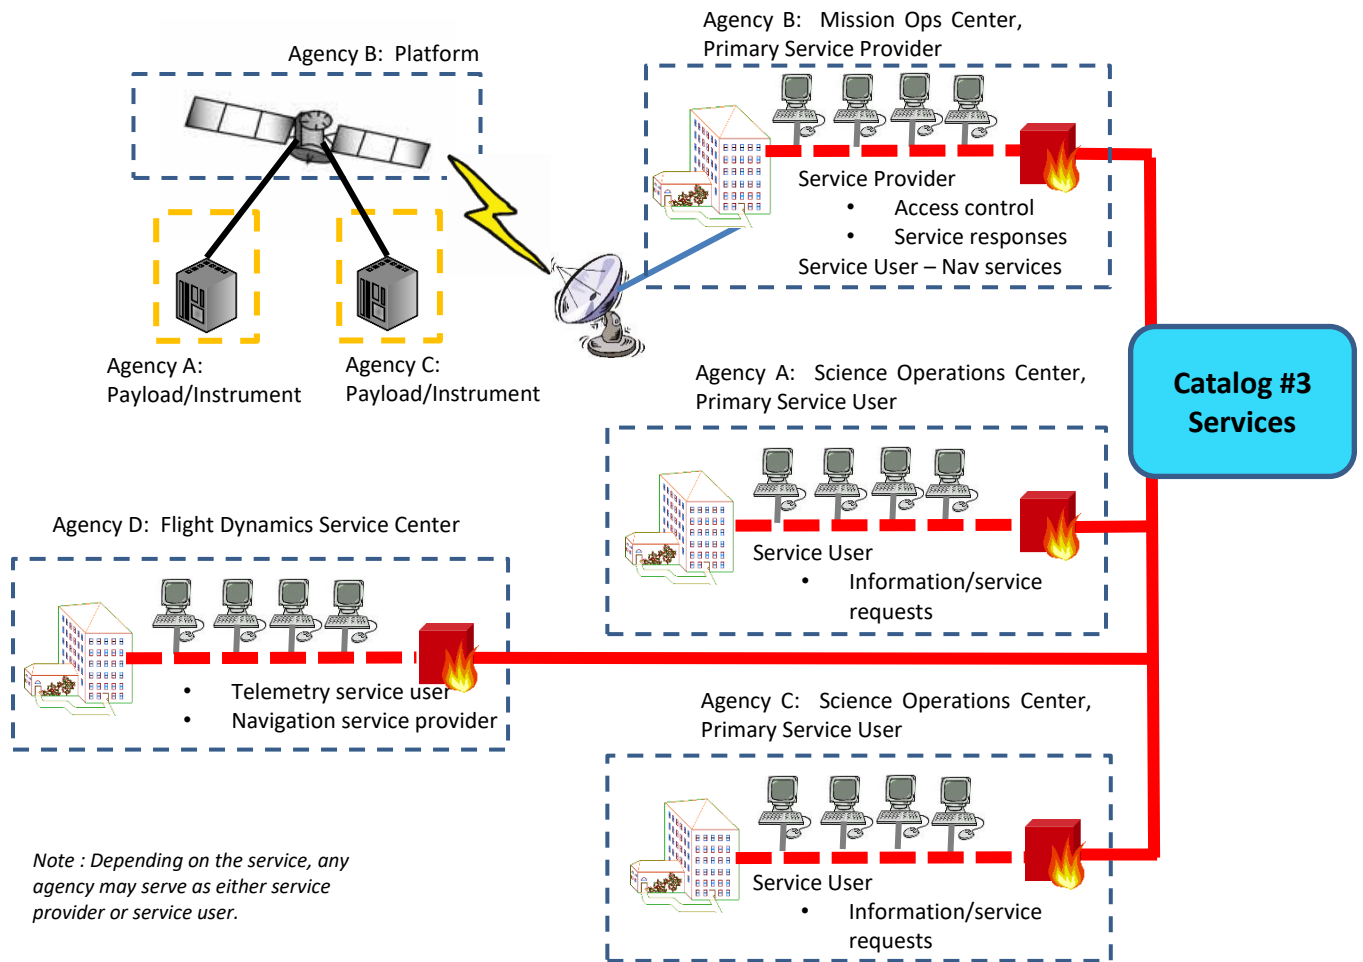 Agency B: Mission Ops Center,
Primary Service Provider
Agency B: Platform
Service Provider
• Access control
• Service responses
Service User – Nav services
Agency A:
Payload/Instrument
Agency C:
Payload/Instrument
Agency A: Science Operations Center,
Primary Service User
Catalog #3
Services
Service User
• Information/service
requests
Agency D: Flight Dynamics Service Center
• Telemetry service user
• Navigation service provider
Agency C: Science Operations Center,
Primary Service User
Service User
• Information/service
requests
Note : Depending on the service, any
agency may serve as either service
provider or service user.